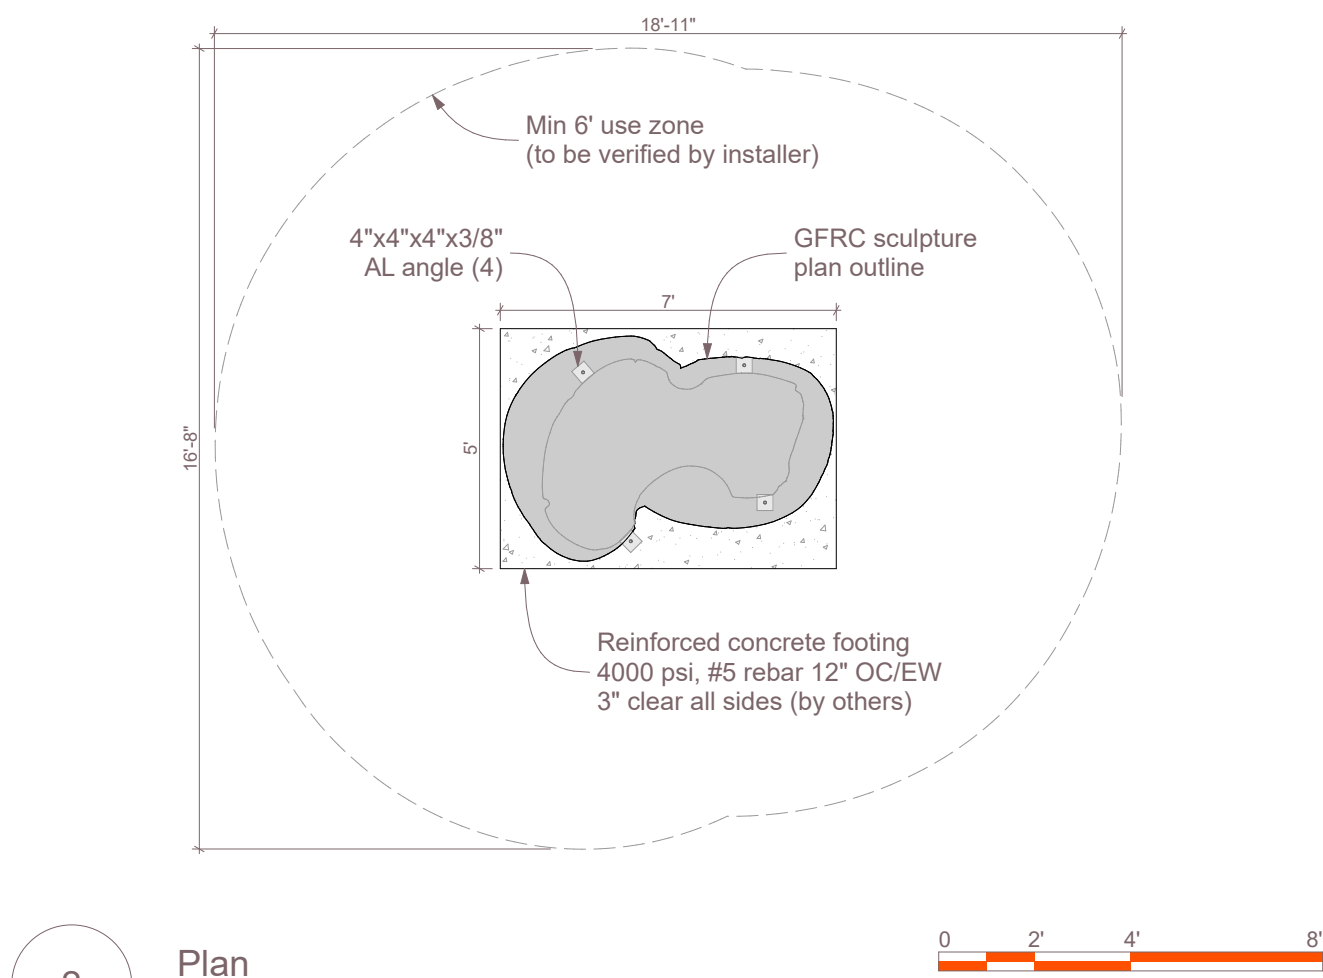 18'-11"
Min 6' use zone
(to be verified by installer)
4"x4"x4"x3/8"
AL angle (4)
GFRC sculpture
plan outline
7'
5'
16'-8"
Reinforced concrete footing
4000 psi, #5 rebar 12" OC/EW
3" clear all sides (by others)
Plan
0 2' 4' 8'